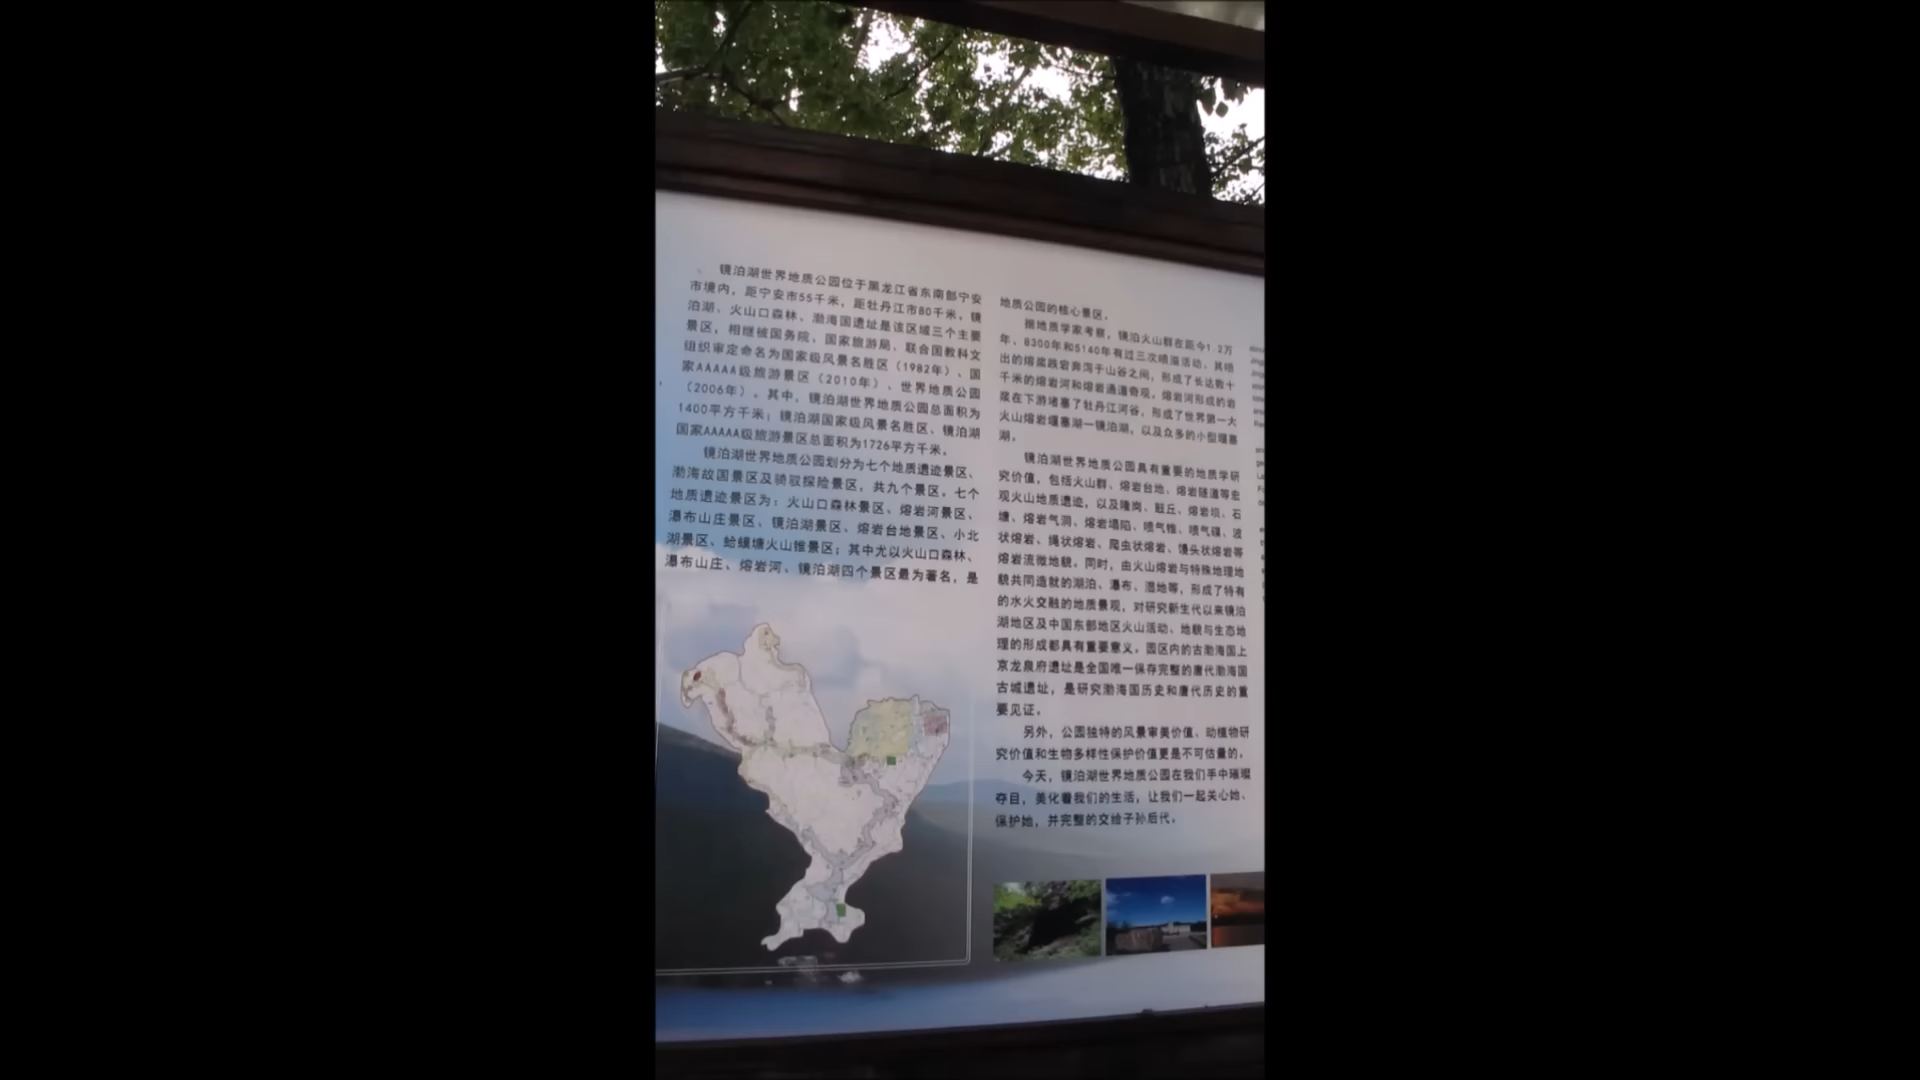 镜泊湖世界地质公园位于黑龙江省东南部宁安
市境内，距宁安市55千米，距牡丹江市80千米。镜
泊湖、火山口森林、渤海国遗址是该区域三个主要
景区，相继被国务院、国家旅游局、联合国教科文
组织审定命名为国家级风景名胜区（1982年）、国
家AAAAA级旅游景区（2010年）、世界地质公园
（2006年）。其中，镜泊湖世界地质公园总面积为
1400平方千米；镜泊湖国家级风景名胜区、镜泊湖
国家AAAAA级旅游景区总面积为1726平方千米。
镜泊湖世界地质公园划分为七个地质遗迹景区、
渤海故国景区及骑驭探险景区，共九个景区。七个
地质遗迹景区为：火山口森林景区、熔岩河景区、
瀑布山庄景区、镜泊湖景区、熔岩台地景区、小北
湖景区、蛤蟆塘火山锥景区；其中尤以火山口森林、
瀑布山庄、熔岩河、镜泊湖四个景区最为著名，是
地质公园的核心景区。
据地质学家考察，镜泊火山群在距今1.2万
年、8300年和5140年有过三次喷溢活动，其喷
出的熔浆跌宕奔泻于山谷之间，形成了长达数十
千米的熔岩河和熔岩通道奇观，熔岩河形成的岩
浆在下游堵塞了牡丹江河谷，形成了世界第一大
火山熔岩堰塞湖—镜泊湖，以及众多的小型堰塞
湖。
镜泊湖世界地质公园具有重要的地质学研
究价值，包括火山群、熔岩台地、熔岩隧道等宏
观火山地质遗迹，以及隆岗、鼓丘、熔岩坝、石
塘、熔岩气洞、熔岩塌陷、喷气锥、喷气碟、波
状熔岩、绳状熔岩、爬虫状熔岩、馒头状熔岩等
熔岩流微地貌。同时，由火山熔岩与特殊地理地
貌共同造就的湖泊、瀑布、湿地等，形成了特有
的水火交融的地质景观，对研究新生代以来镜泊
湖地区及中国东部地区火山活动、地貌与生态地
理的形成都具有重要意义。园区内的古渤海国上
京龙泉府遗址是全国唯一保存完整的唐代渤海国
古城遗址，是研究渤海国历史和唐代历史的重
要见证。
另外，公园独特的风景审美价值、动植物研
究价值和生物多样性保护价值更是不可估量的。
今天，镜泊湖世界地质公园在我们手中璀璨
夺目，美化着我们的生活，让我们一起关心她、
保护她，并完整的交给子孙后代。